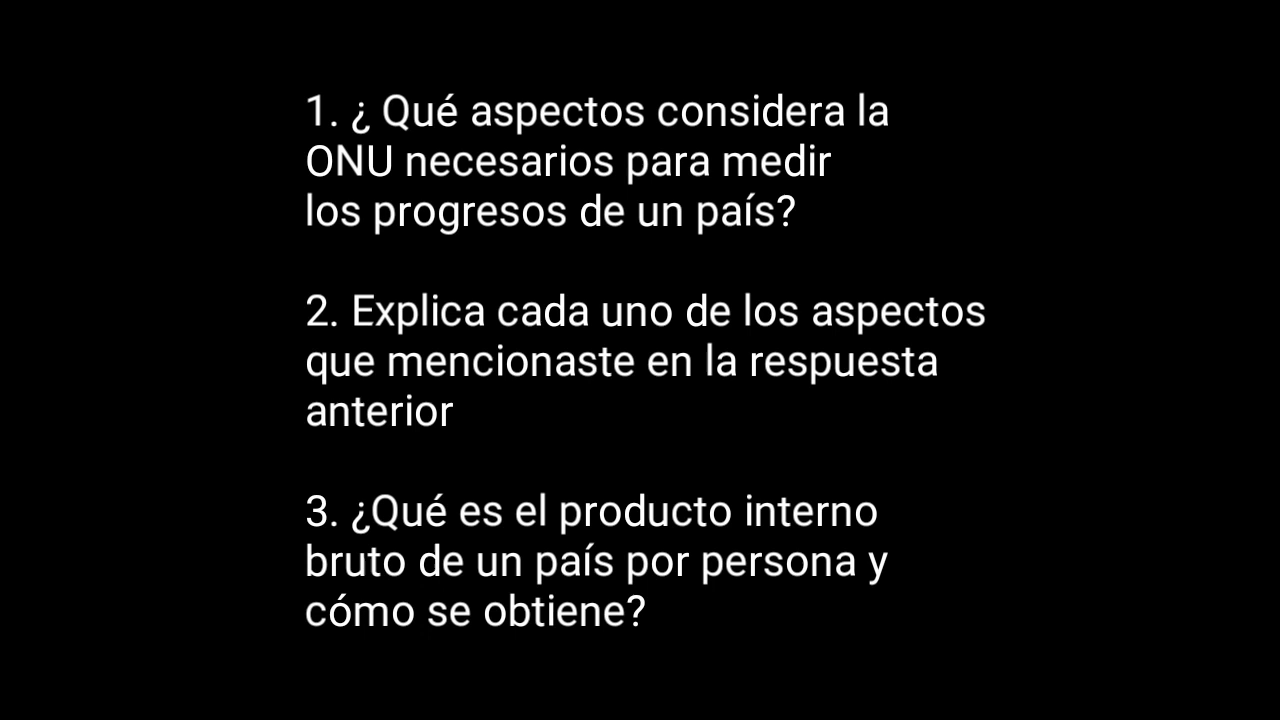 1. ¿ Qué aspectos considera la
ONU necesarios para medir
los progresos de un país?
2. Explica cada uno de los aspectos
que mencionaste en la respuesta
anterior
3. ¿Qué es el producto interno
bruto de un país por persona y
cómo se obtiene?